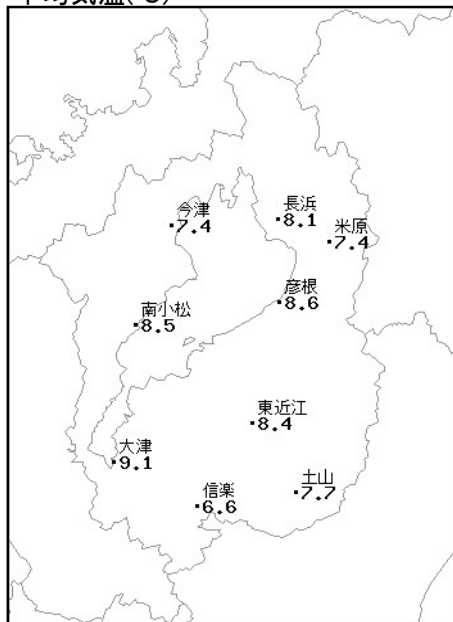 平均気温(℃)
今津
7.4
長浜
8.1
米原
7.4
彦根
8.6
南小松
8.5
東近江
8.4
大津
9.1
信楽
6.6
土山
7.7